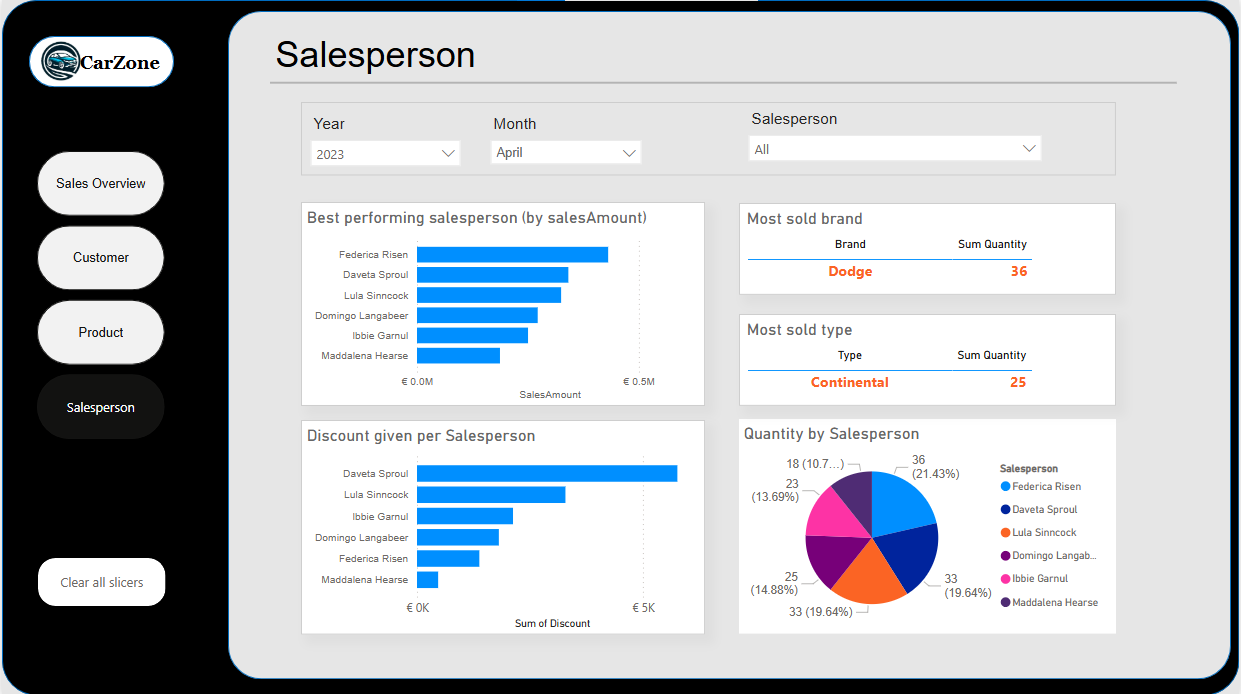 CarZone
Sales Overview
Customer
Product
Salesperson
Clear all slicers
Salesperson
Year
2023
Month
April
Salesperson
All
Best performing salesperson (by salesAmount)
Federica Risen
Daveta Sproul
Lula Sinncock
Domingo Langabeer
Ibbie Garnul
Maddalena Hearse
€ 0.0M € 0.5M
SalesAmount
Most sold brand
Brand Sum Quantity
Dodge 36
Most sold type
Type Sum Quantity
Continental 25
Discount given per Salesperson
Daveta Sproul
Lula Sinncock
Ibbie Garnul
Domingo Langabeer
Federica Risen
Maddalena Hearse
€ 0K € 5K
Sum of Discount
Quantity by Salesperson
36
(21.43%)
33
(19.64%)
33 (19.64%)
25
(14.88%)
23
(13.69%)
18 (10.7…)
Salesperson
Federica Risen
Daveta Sproul
Lula Sinncock
Domingo Langab...
Ibbie Garnul
Maddalena Hearse